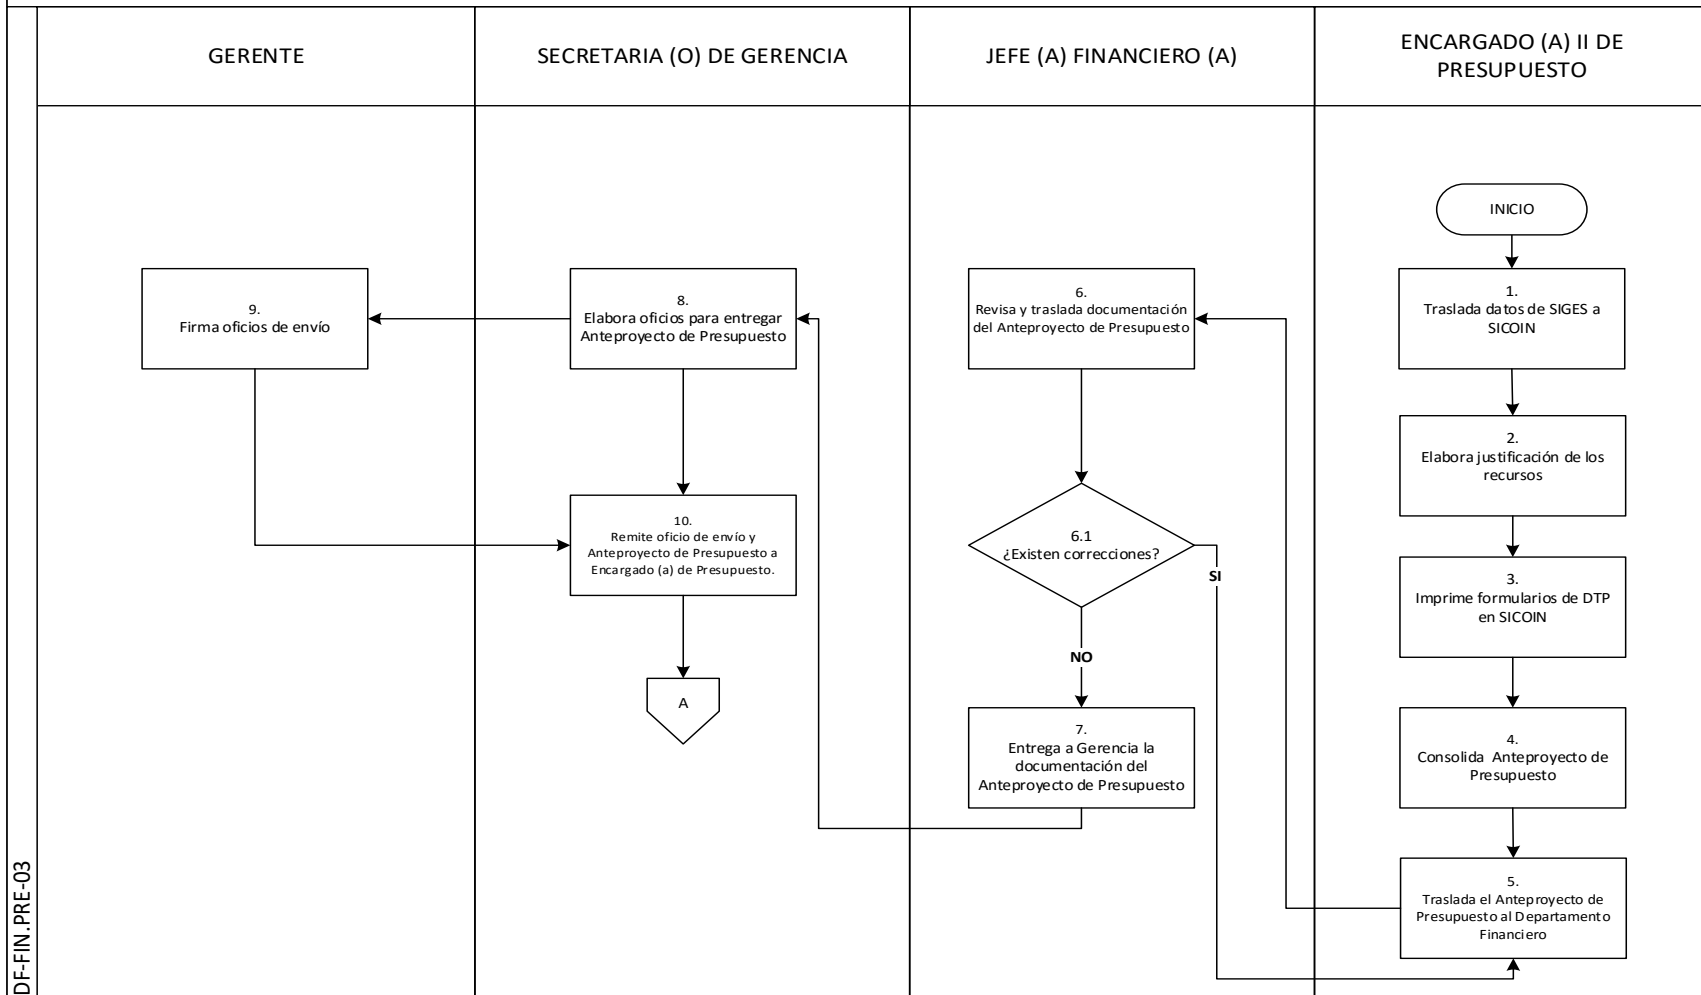 GERENTE
SECRETARIA (O) DE GERENCIA
JEFE (A) FINANCIERO (A)
ENCARGADO (A) II DE
PRESUPUESTO
INICIO
1.
Traslada datos de SIGES a
SICOIN
2.
Elabora justificación de los
recursos
3.
Imprime formularios de DTP
en SICOIN
4.
Consolida Anteproyecto de
Presupuesto
5.
Traslada el Anteproyecto de
Presupuesto al Departamento
Financiero
6.
Revisa y traslada documentación
del Anteproyecto de Presupuesto
6.1
¿Existen correcciones?
SI
NO
7.
Entrega a Gerencia la
documentación del
Anteproyecto de Presupuesto
8.
Elabora oficios para entregar
Anteproyecto de Presupuesto
9.
Firma oficios de envío
10.
Remite oficio de envío y
Anteproyecto de Presupuesto a
Encargado (a) de Presupuesto.
A
DF-FIN.PRE-03